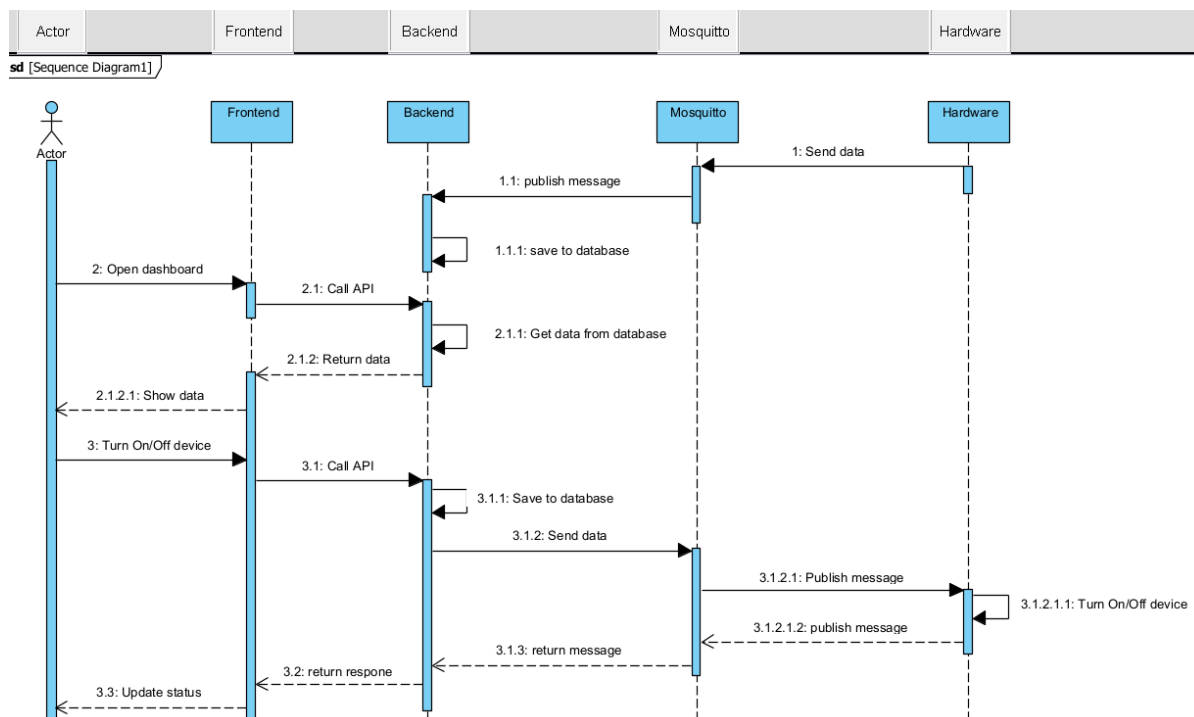 Actor Frontend Backend Mosquitto Hardware
sd [Sequence Diagram1]
Frontend Backend Mosquitto Hardware
Actor
1: Send data
1.1: publish message
1.1.1: save to database
2: Open dashboard
2.1: Call API
2.1.1: Get data from database
2.1.2: Return data
2.1.2.1: Show data
3: Turn On/Off device
3.1: Call API
3.1.1: Save to database
3.1.2: Send data
3.1.2.1: Publish message
3.1.2.1.1: Turn On/Off device
3.1.2.1.2: publish message
3.1.3: return message
3.2: return respone
3.3: Update status